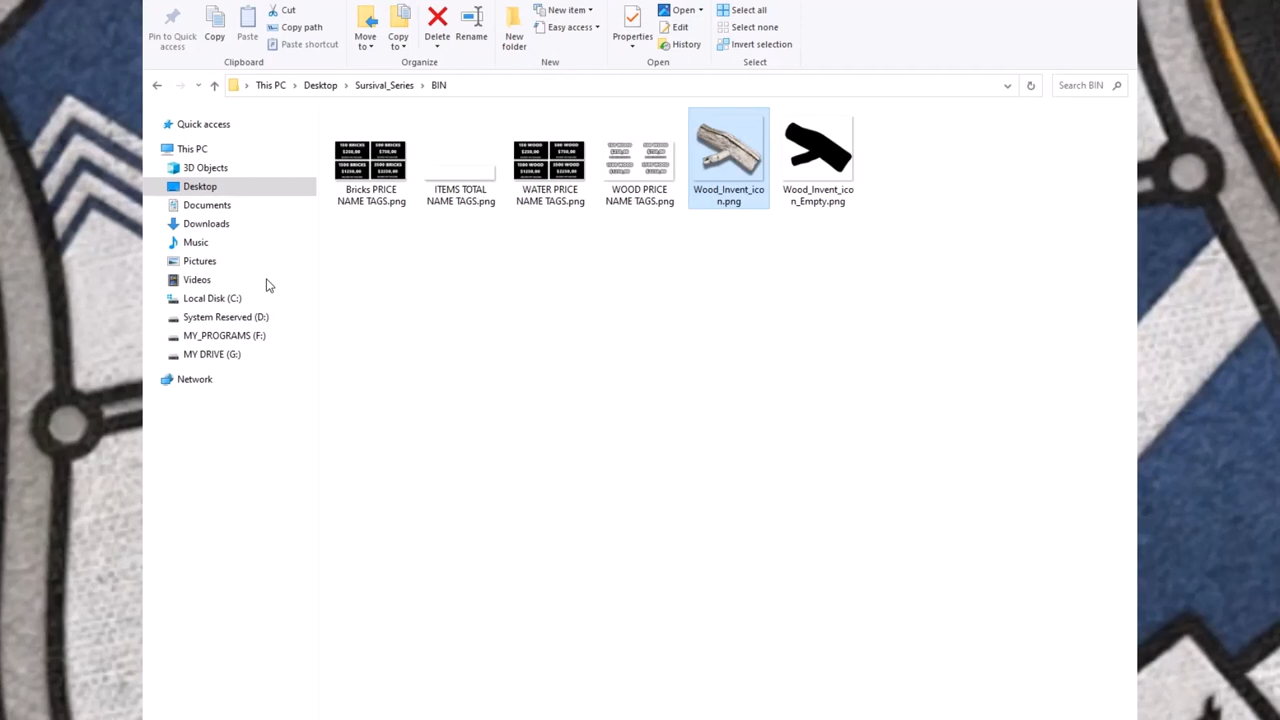 Pin to Quick access
Copy
Paste
Cut
Copy path
Paste shortcut
Clipboard
Move to
Copy to
Delete
Rename
Organize
New folder
New item
Easy access
New
Properties
Open
Edit
History
Open
Select all
Select none
Invert selection
Select
This PC
Desktop
Sursival_Series
BIN
Search BIN
Quick access
This PC
3D Objects
Desktop
Documents
Downloads
Music
Pictures
Videos
Local Disk (C:)
System Reserved (D:)
MY_PROGRAMS (F:)
MY DRIVE (G:)
Network
Bricks PRICE
NAME TAGS.png
ITEMS TOTAL
NAME TAGS.png
WATER PRICE
NAME TAGS.png
WOOD PRICE
NAME TAGS.png
Wood_Invent_ico
n.png
Wood_Invent_ico
n_Empty.png